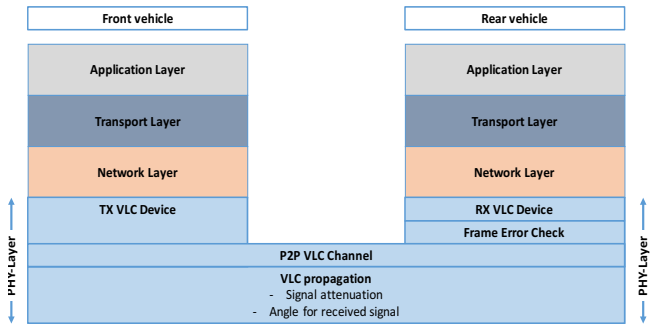 Front vehicle
Rear vehicle
Application Layer
Application Layer
Transport Layer
Transport Layer
Network Layer
Network Layer
TX VLC Device
RX VLC Device
Frame Error Check
PHY-Layer
PHY-Layer
P2P VLC Channel
VLC propagation
- Signal attenuation
- Angle for received signal